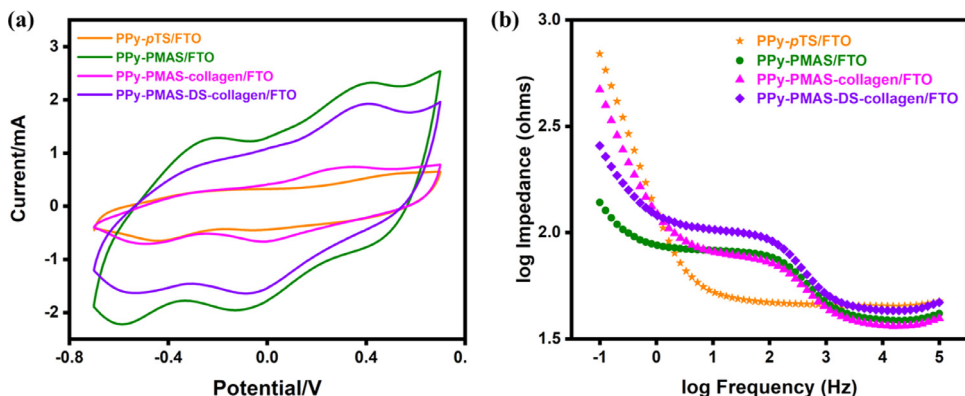 (a)
PPy-pTS/FTO
PPy-PMAS/FTO
PPy-PMAS-collagen/FTO
PPy-PMAS-DS-collagen/FTO
Current/mA
3
2
1
0
-1
-2
-0.8
-0.4
0.0
0.4
0.
Potential/V
(b)
PPy-pTS/FTO
PPy-PMAS/FTO
PPy-PMAS-collagen/FTO
PPy-PMAS-DS-collagen/FTO
log Impedance (ohms)
3.0
2.5
2.0
1.5
-1
0
1
2
3
4
5
log Frequency (Hz)